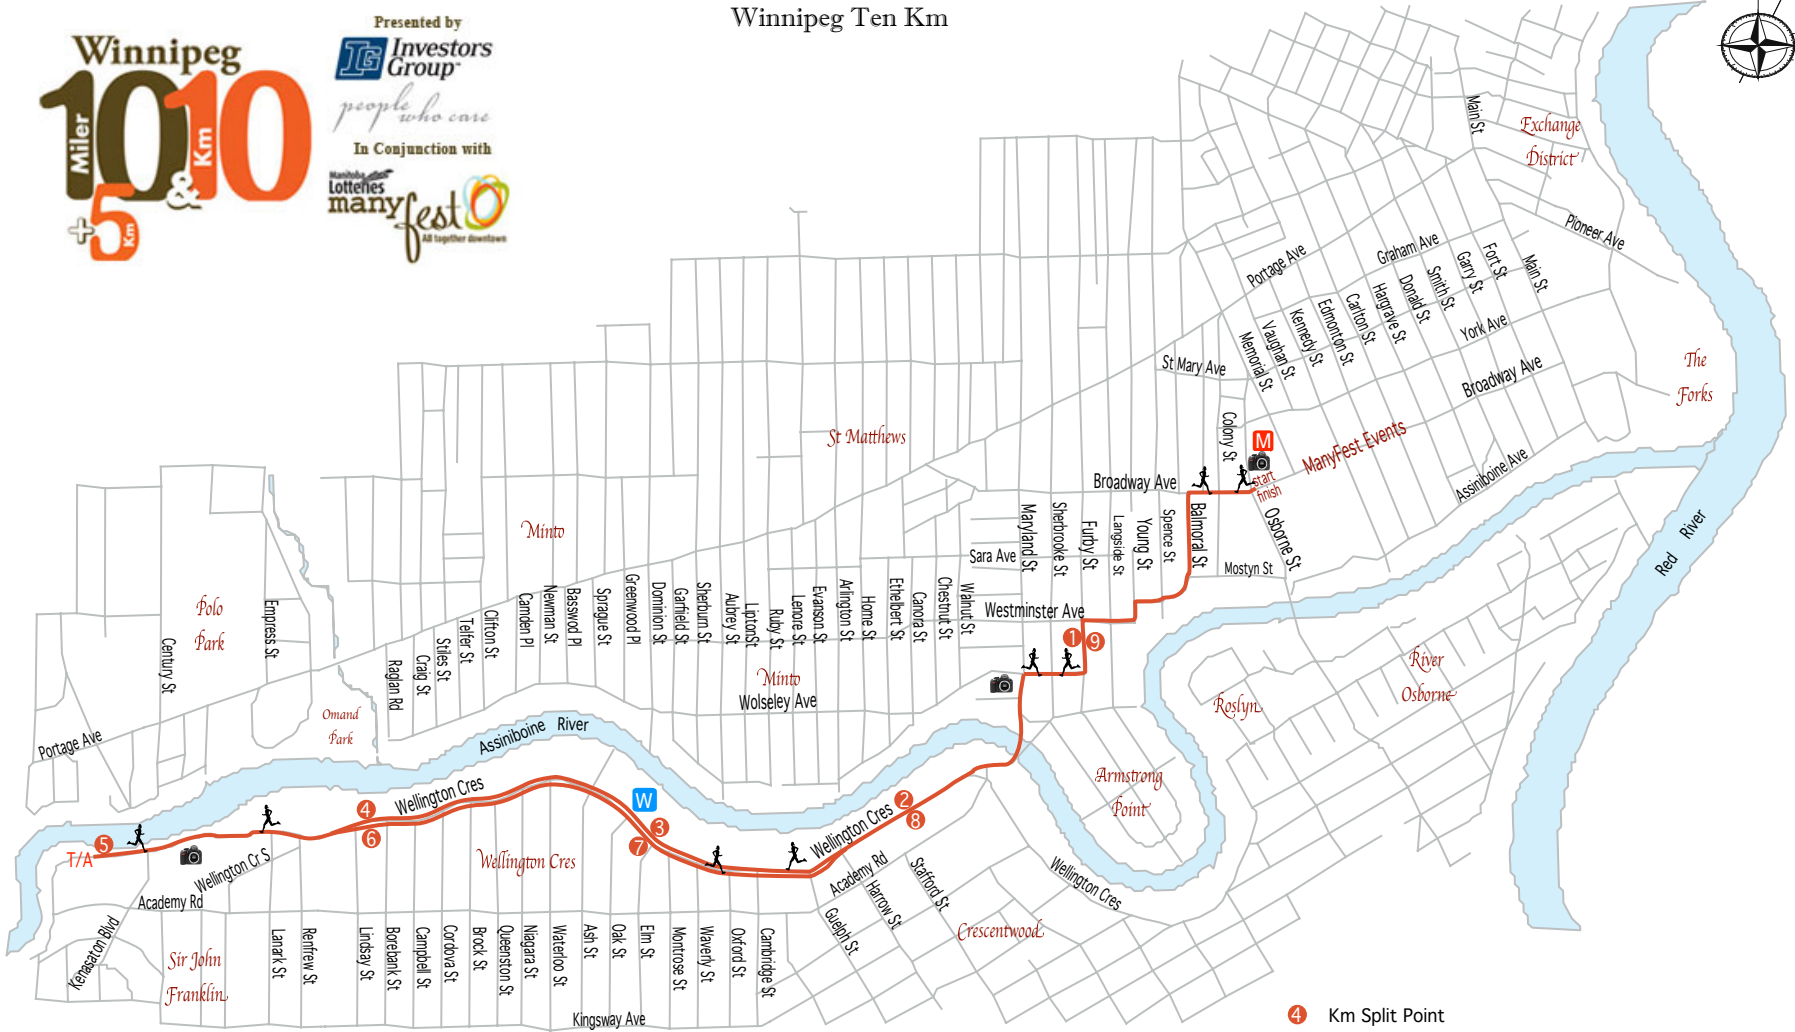 Winnipeg Ten Km
Winnipeg
10 & 10
Miler
Km
+5
Km
Presented by
IG Investors
Group™
people
who care
In Conjunction with
Manitoba
Lotteries
manyfest
All together downtown
Main St
Exchange
District
Pioneer Ave
Portage Ave
Graham Ave
Garry St
Fort St
Main St
Smith St
Donald St
Hargrave St
Carlton St
Edmonton St
Kennedy St
Vaughan St
Memorial St
York Ave
Broadway Ave
St Mary Ave
The
Forks
Colony St
M
ManyFest Events
start
finish
Assiniboine Ave
St Matthews
Broadway Ave
Minto
Maryland St
Sherbrooke St
Furby St
Langside St
Young St
Spence St
Balmoral St
Osborne St
Sara Ave
Mostyn St
Red River
Westminster Ave
1
9
Polo
Park
Empress St
Century St
Raglan Rd
Craig St
Stiles St
Telfer St
Clifton St
Camden Pl
Newman St
Basswod Pl
Sprague St
Greenwood Pl
Dominion St
Garfield St
Sherburn St
Aubrey St
LiptonSt
Ruby St
Lenore St
Evanson St
Arlington St
Home St
Ethelbert St
Canora St
Chestnut St
Walnut St
Minto
Wolseley Ave
River
Osborne
Roslyn
Omand
Park
Portage Ave
Assiniboine River
Armstrong
Point
Wellington Cres
4
6
W
3
7
2
8
Wellington Cres
5
T/A
Wellington Cr S
Academy Rd
Wellington Cres
Academy Rd
Harrow St
Stafford St
Guelph St
Wellington Cres
Crescentwood
Kenasaton Blvd
Sir John
Franklin
Lanark St
Renfrew St
Lindsay St
Borebank St
Campbell St
Cordova St
Brock St
Queenston St
Niagara St
Waterloo St
Ash St
Oak St
Elm St
Montrose St
Waverly St
Oxford St
Cambridge St
Kingsway Ave
4 Km Split Point